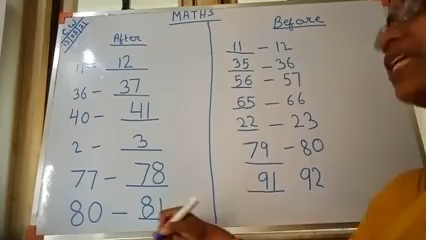 MATHS
C.W
After
11 - 12
36 - 37
40 - 41
2 - 3
77 - 78
80 - 81
Before
11 - 12
35 - 36
56 - 57
65 - 66
22 - 23
79 - 80
91 92